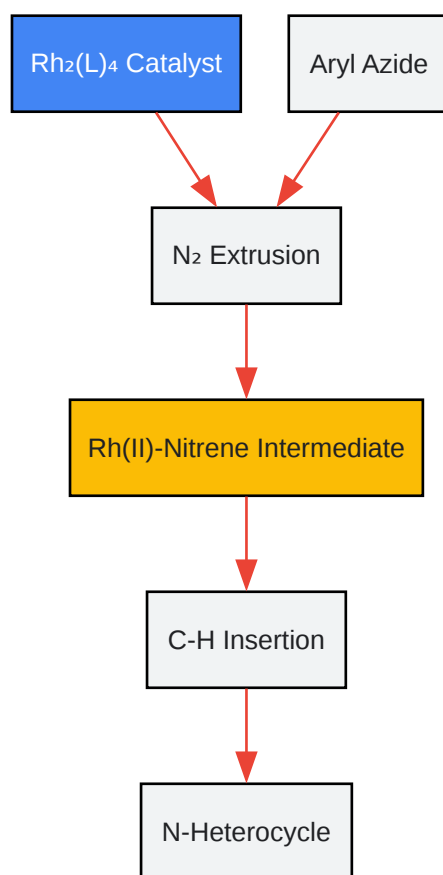 Rh₂(L)₄ Catalyst
Aryl Azide
N₂ Extrusion
Rh(II)-Nitrene Intermediate
C-H Insertion
N-Heterocycle